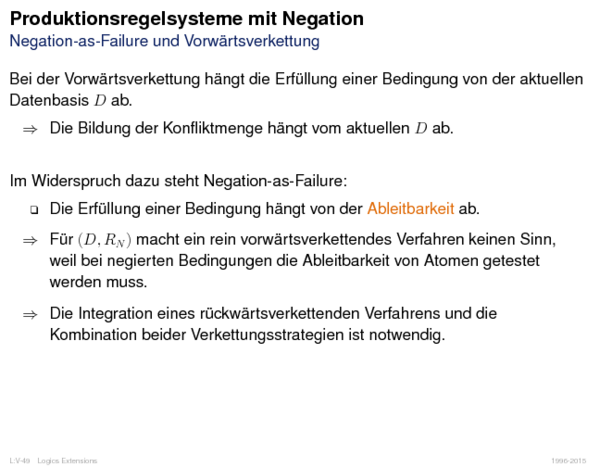 Produktionsregelsysteme mit Negation
Negation-as-Failure und Vorwärtsverkettung
Bei der Vorwärtsverkettung hängt die Erfüllung einer Bedingung von der aktuellen
Datenbasis D ab.
⇒ Die Bildung der Konfliktmenge hängt vom aktuellen D ab.
Im Widerspruch dazu steht Negation-as-Failure:
❑ Die Erfüllung einer Bedingung hängt von der Ableitbarkeit ab.
⇒ Für (D, R_N) macht ein rein vorwärtsverkettendes Verfahren keinen Sinn,
weil bei negierten Bedingungen die Ableitbarkeit von Atomen getestet
werden muss.
⇒ Die Integration eines rückwärtsverkettenden Verfahrens und die
Kombination beider Verkettungsstrategien ist notwendig.
L:V-49 Logics Extensions 1996-2015